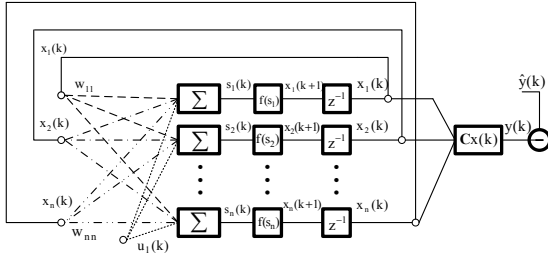 x₁(k)
w₁₁ Σ s₁(k) f(s₁) x₁(k+1) z⁻¹ x₁(k)
ŷ(k)
x₂(k) Σ s₂(k) f(s₂) x₂(k+1) z⁻¹ x₂(k) Cx(k) y(k) −
xₙ(k) Σ sₙ(k) f(sₙ) xₙ(k+1) z⁻¹ xₙ(k)
wₙₙ
u₁(k)